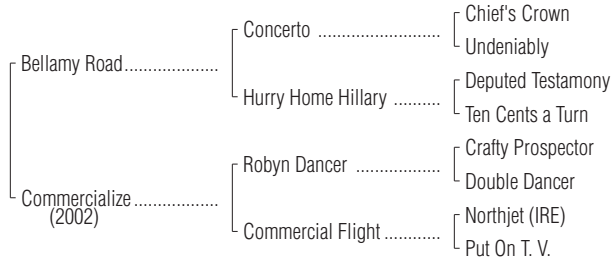 Chief's Crown
Concerto ..........................
Undeniably
Bellamy Road....................
Deputed Testamony
Hurry Home Hillary ..........
Ten Cents a Turn
Crafty Prospector
Robyn Dancer ..................
Double Dancer
Commercialize..................
(2002)
Northjet (IRE)
Commercial Flight ............
Put On T. V.